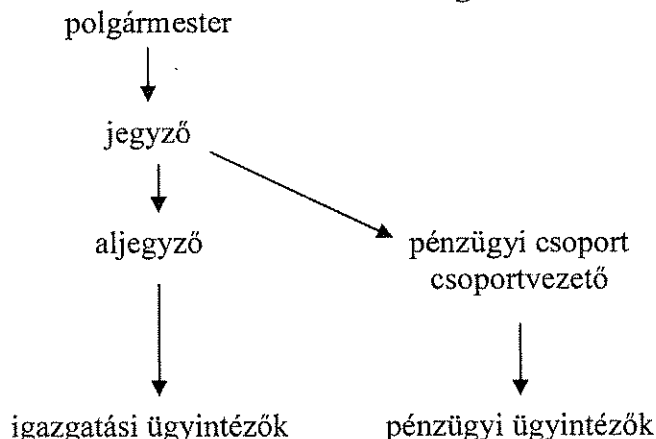 polgármester
jegyző
aljegyző
pénzügyi csoport
csoportvezető
igazgatási ügyintézők
pénzügyi ügyintézők